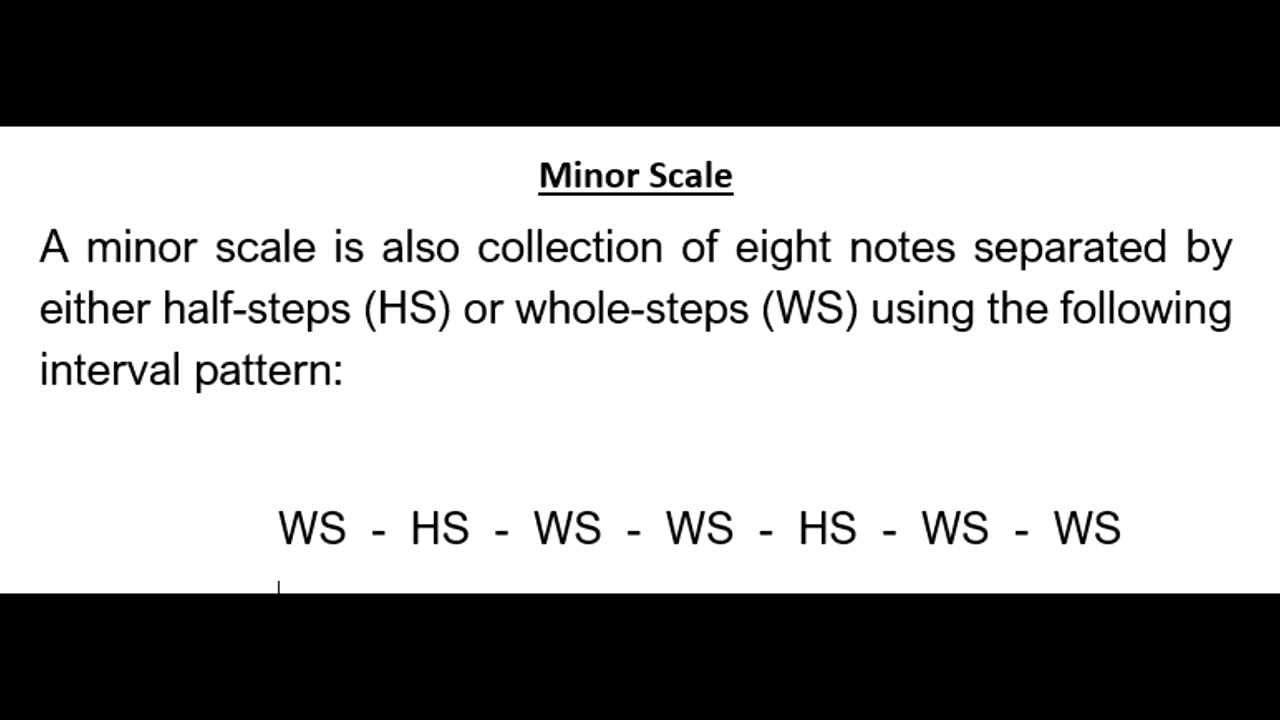 Minor Scale
A minor scale is also collection of eight notes separated by
either half-steps (HS) or whole-steps (WS) using the following
interval pattern:
WS - HS - WS - WS - HS - WS - WS